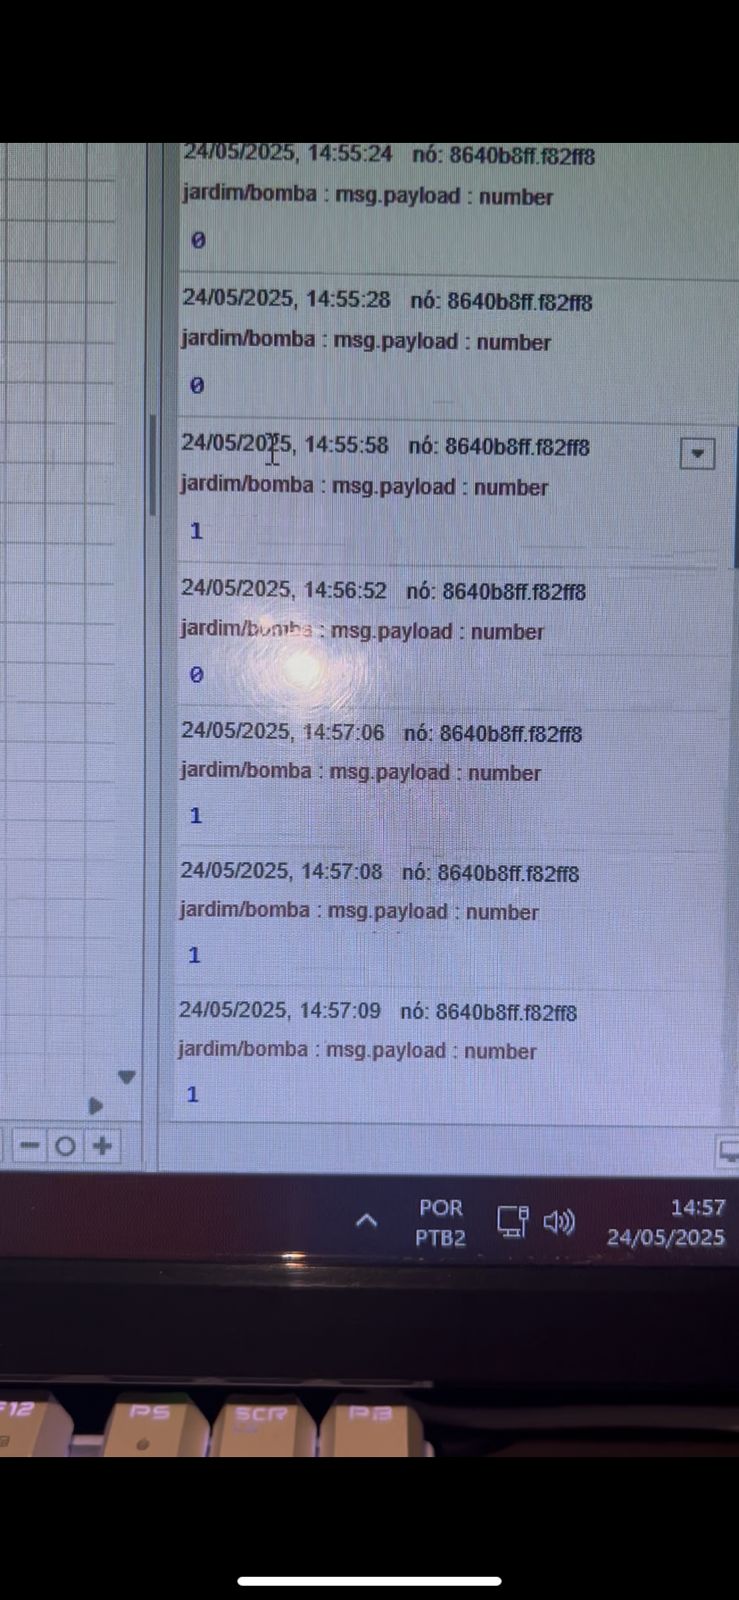 24/05/2025, 14:55:24 nó: 8640b8ff.f82ff8
jardim/bomba : msg.payload : number
0
24/05/2025, 14:55:28 nó: 8640b8ff.f82ff8
jardim/bomba : msg.payload : number
0
24/05/2025, 14:55:58 nó: 8640b8ff.f82ff8
jardim/bomba : msg.payload : number
1
24/05/2025, 14:56:52 nó: 8640b8ff.f82ff8
jardim/bomba : msg.payload : number
0
24/05/2025, 14:57:06 nó: 8640b8ff.f82ff8
jardim/bomba : msg.payload : number
1
24/05/2025, 14:57:08 nó: 8640b8ff.f82ff8
jardim/bomba : msg.payload : number
1
24/05/2025, 14:57:09 nó: 8640b8ff.f82ff8
jardim/bomba : msg.payload : number
1
POR
PTB2
14:57
24/05/2025
F12 PS SCR PB